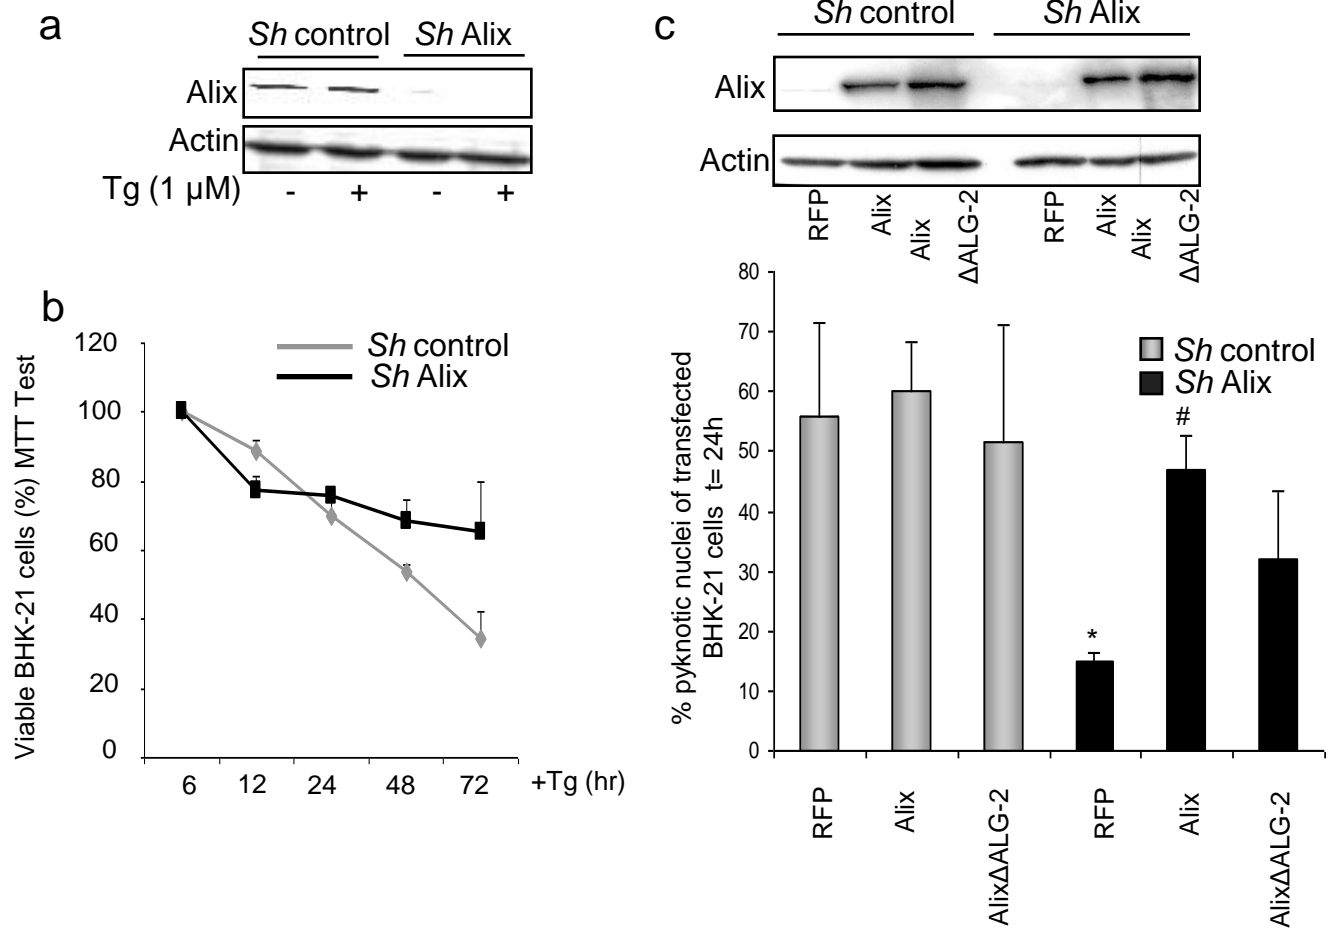 a
Sh control Sh Alix
Alix
Actin
Tg (1 µM) - + - +
b
Viable BHK-21 cells (%) MTT Test
120
100
80
60
40
20
0
Sh control
Sh Alix
6 12 24 48 72 +Tg (hr)
c
Sh control Sh Alix
Alix
Actin
RFP
Alix
Alix
ΔALG-2
RFP
Alix
Alix
ΔALG-2
% pyknotic nuclei of transfected
BHK-21 cells t= 24h
80
70
60
50
40
30
20
10
0
Sh control
Sh Alix
*
#
RFP
Alix
AlixΔALG-2
RFP
Alix
AlixΔALG-2